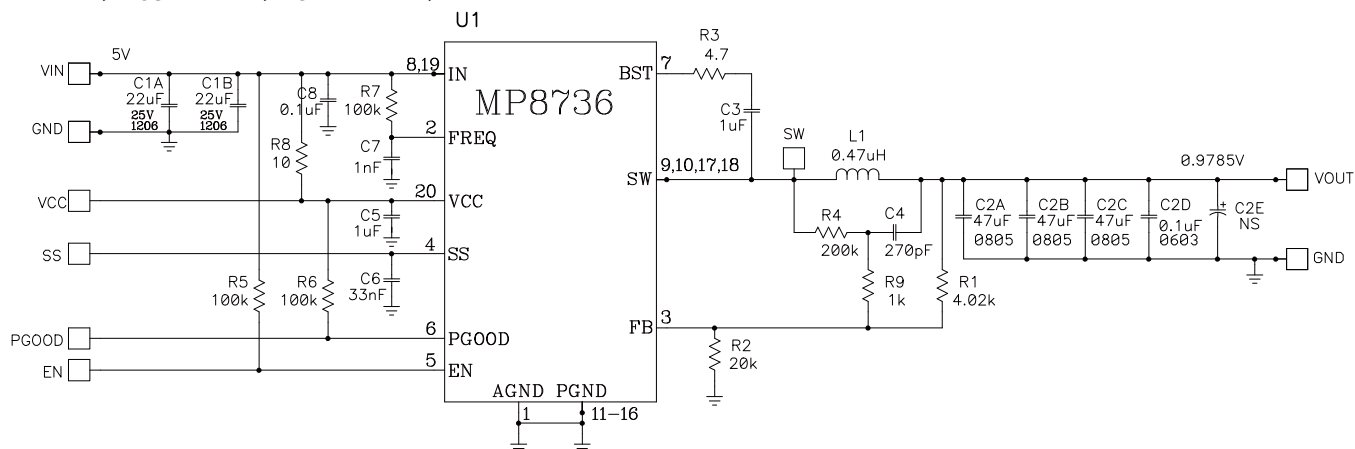 U1
MP8736
VIN
5V
GND
C1A
22uF
25V
1206
C1B
22uF
25V
1206
C8
0.1uF
R7
100k
8,19
IN
2
FREQ
C7
1nF
R8
10
VCC
20
VCC
C5
1uF
SS
4
SS
C6
33nF
R5
100k
R6
100k
PGOOD
6
PGOOD
EN
5
EN
AGND
PGND
1
11-16
BST
7
R3
4.7
C3
1uF
SW
9,10,17,18
SW
L1
0.47uH
R4
200k
C4
270pF
R9
1k
R1
4.02k
FB
3
R2
20k
0.9785V
VOUT
C2A
47uF
0805
C2B
47uF
0805
C2C
47uF
0805
C2D
0.1uF
0603
+
C2E
NS
GND